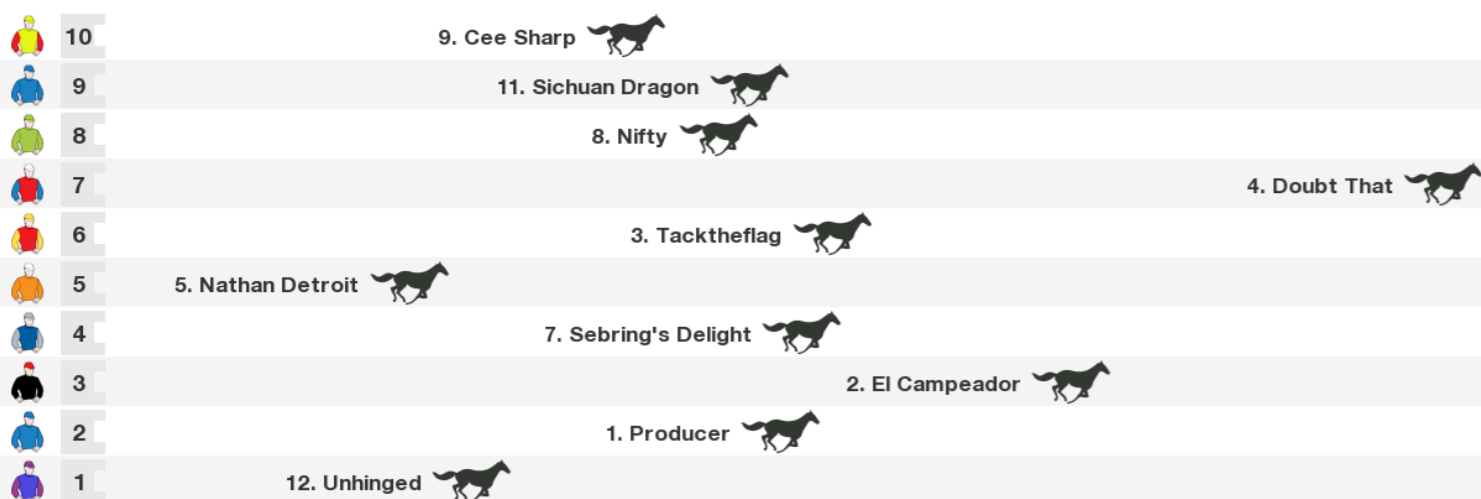 10 9. Cee Sharp
9 11. Sichuan Dragon
8 8. Nifty
7 4. Doubt That
6 3. Tacktheflag
5 5. Nathan Detroit
4 7. Sebring's Delight
3 2. El Campeador
2 1. Producer
1 12. Unhinged